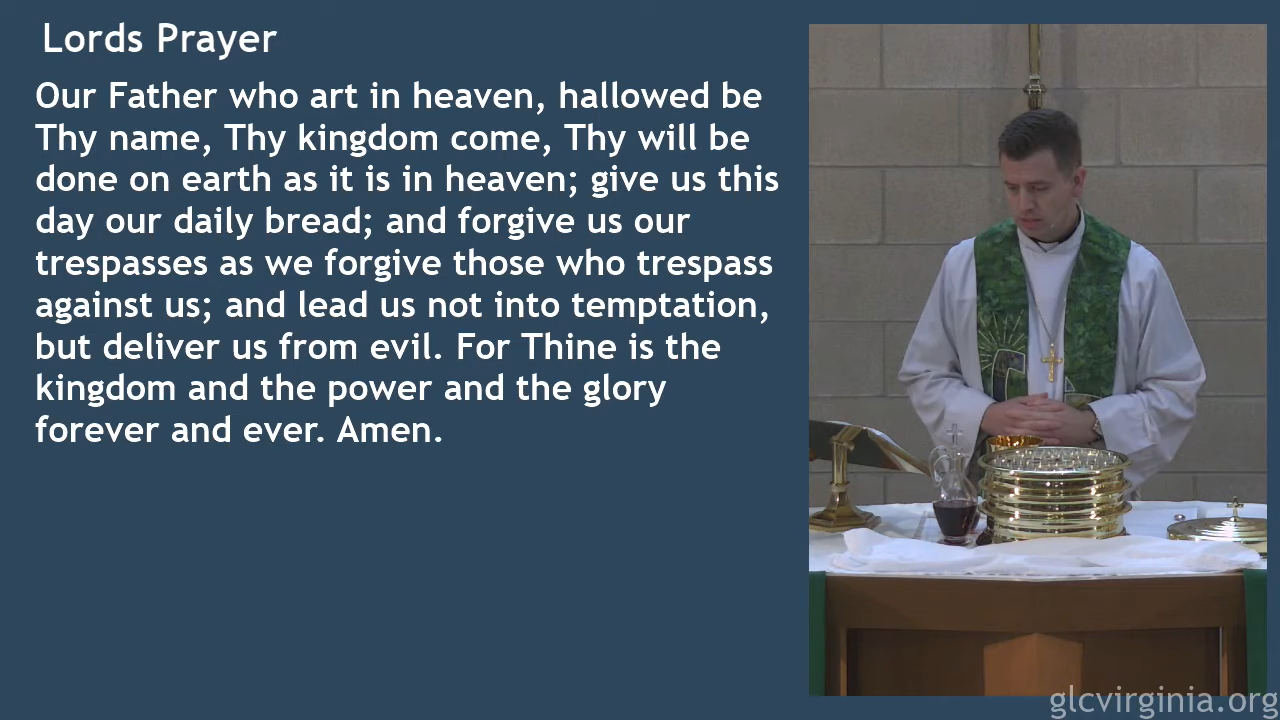 Lords Prayer
Our Father who art in heaven, hallowed be
Thy name, Thy kingdom come, Thy will be
done on earth as it is in heaven; give us this
day our daily bread; and forgive us our
trespasses as we forgive those who trespass
against us; and lead us not into temptation,
but deliver us from evil. For Thine is the
kingdom and the power and the glory
forever and ever. Amen.
glcvirginia.org